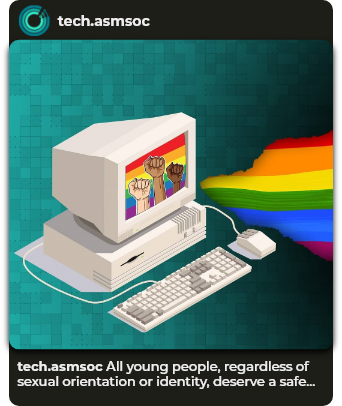 tech.asmsoc
tech.asmsoc All young people, regardless of
sexual orientation or identity, deserve a safe...